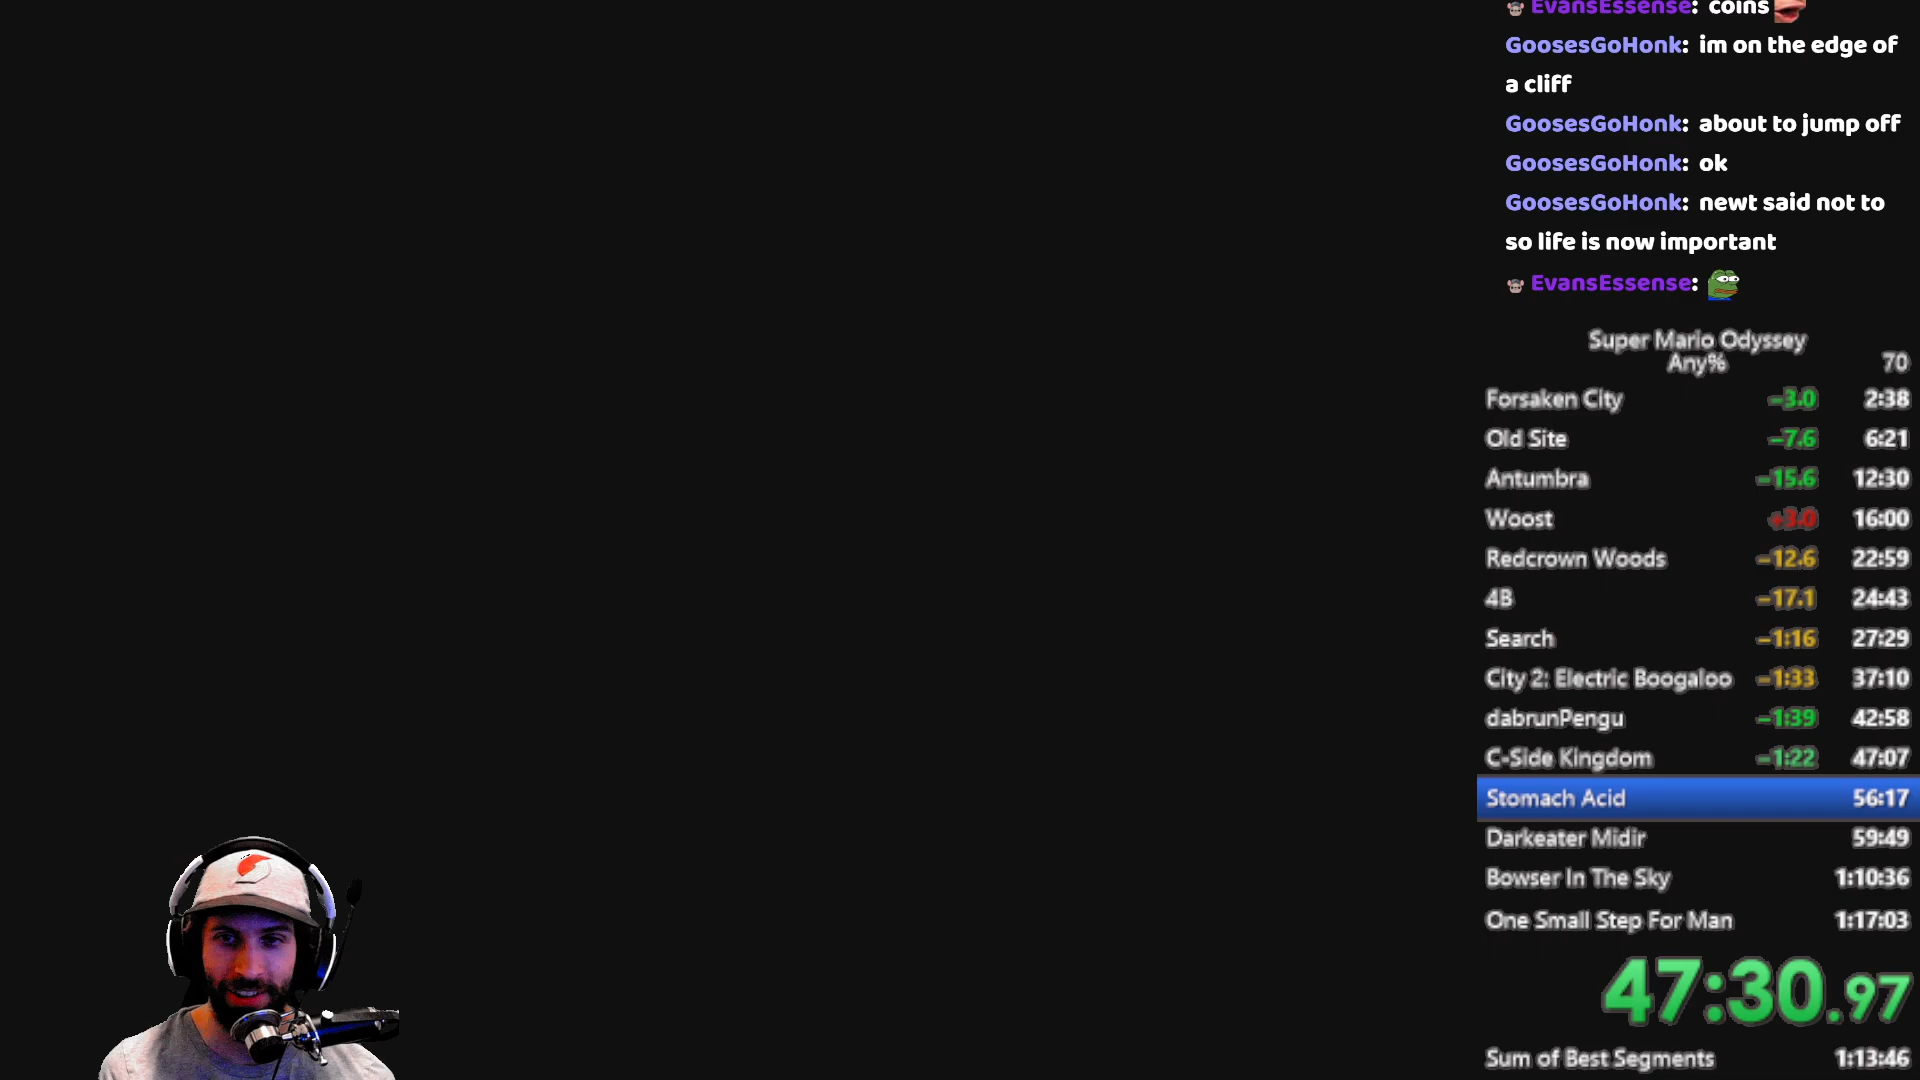 EvansEssense: coins
GoosesGoHonk: im on the edge of
a cliff
GoosesGoHonk: about to jump off
GoosesGoHonk: ok
GoosesGoHonk: newt said not to
so life is now important
EvansEssense:
Super Mario Odyssey
Any% 70
Forsaken City -3.0 2:38
Old Site -7.6 6:21
Antumbra -15.6 12:30
Woost +3.0 16:00
Redcrown Woods -12.6 22:59
4B -17.1 24:43
Search -1:16 27:29
City 2: Electric Boogaloo -1:33 37:10
dabrunPengu -1:39 42:58
C-Side Kingdom -1:22 47:07
Stomach Acid 56:17
Darkeater Midir 59:49
Bowser In The Sky 1:10:36
One Small Step For Man 1:17:03
47:30.97
Sum of Best Segments 1:13:46